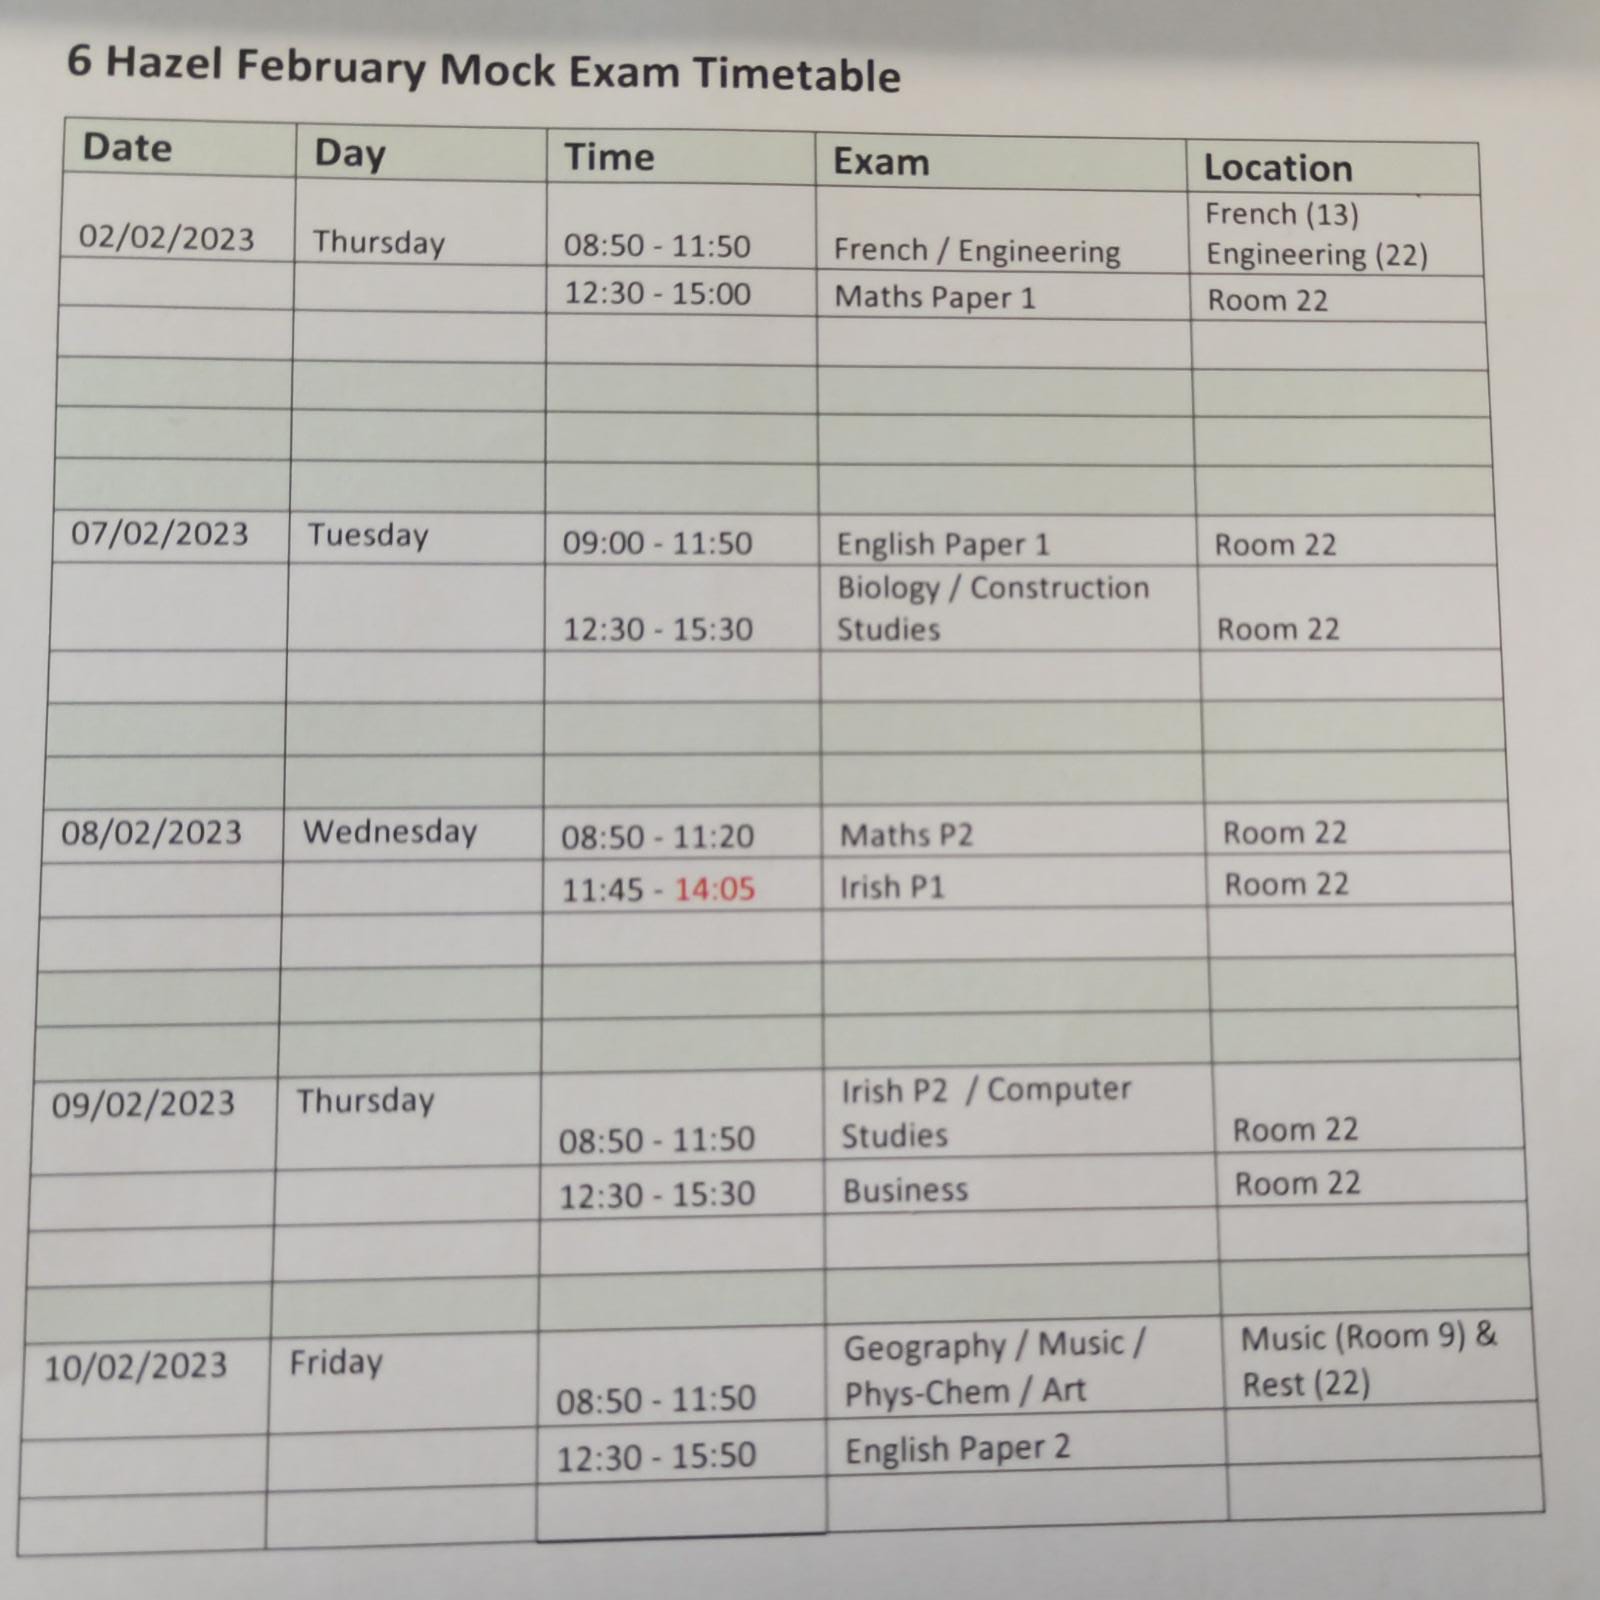 6 Hazel February Mock Exam Timetable
Date Day Time Exam Location
French (13)
02/02/2023 Thursday 08:50 - 11:50 French / Engineering Engineering (22)
12:30 - 15:00 Maths Paper 1 Room 22
07/02/2023 Tuesday 09:00 - 11:50 English Paper 1 Room 22
Biology / Construction
12:30 - 15:30 Studies Room 22
08/02/2023 Wednesday 08:50 - 11:20 Maths P2 Room 22
11:45 - 14:05 Irish P1 Room 22
09/02/2023 Thursday Irish P2 / Computer
08:50 - 11:50 Studies Room 22
12:30 - 15:30 Business Room 22
10/02/2023 Friday Geography / Music / Music (Room 9) &
08:50 - 11:50 Phys-Chem / Art Rest (22)
12:30 - 15:50 English Paper 2